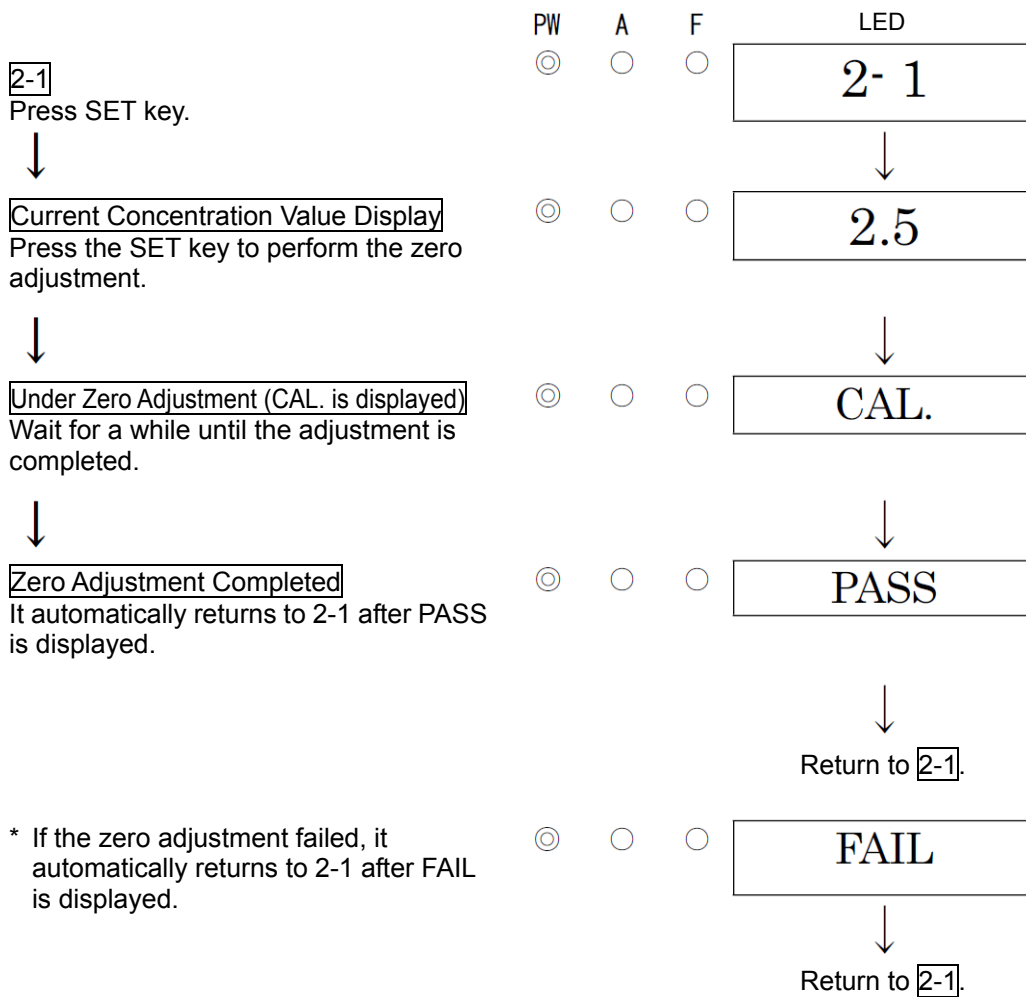 PW A F LED
2-1
2- 1
Press SET key.
Current Concentration Value Display
2.5
Press the SET key to perform the zero
adjustment.
Under Zero Adjustment (CAL. is displayed)
CAL.
Wait for a while until the adjustment is
completed.
Zero Adjustment Completed
PASS
It automatically returns to 2-1 after PASS
is displayed.
Return to 2-1.
* If the zero adjustment failed, it
automatically returns to 2-1 after FAIL
is displayed.
FAIL
Return to 2-1.